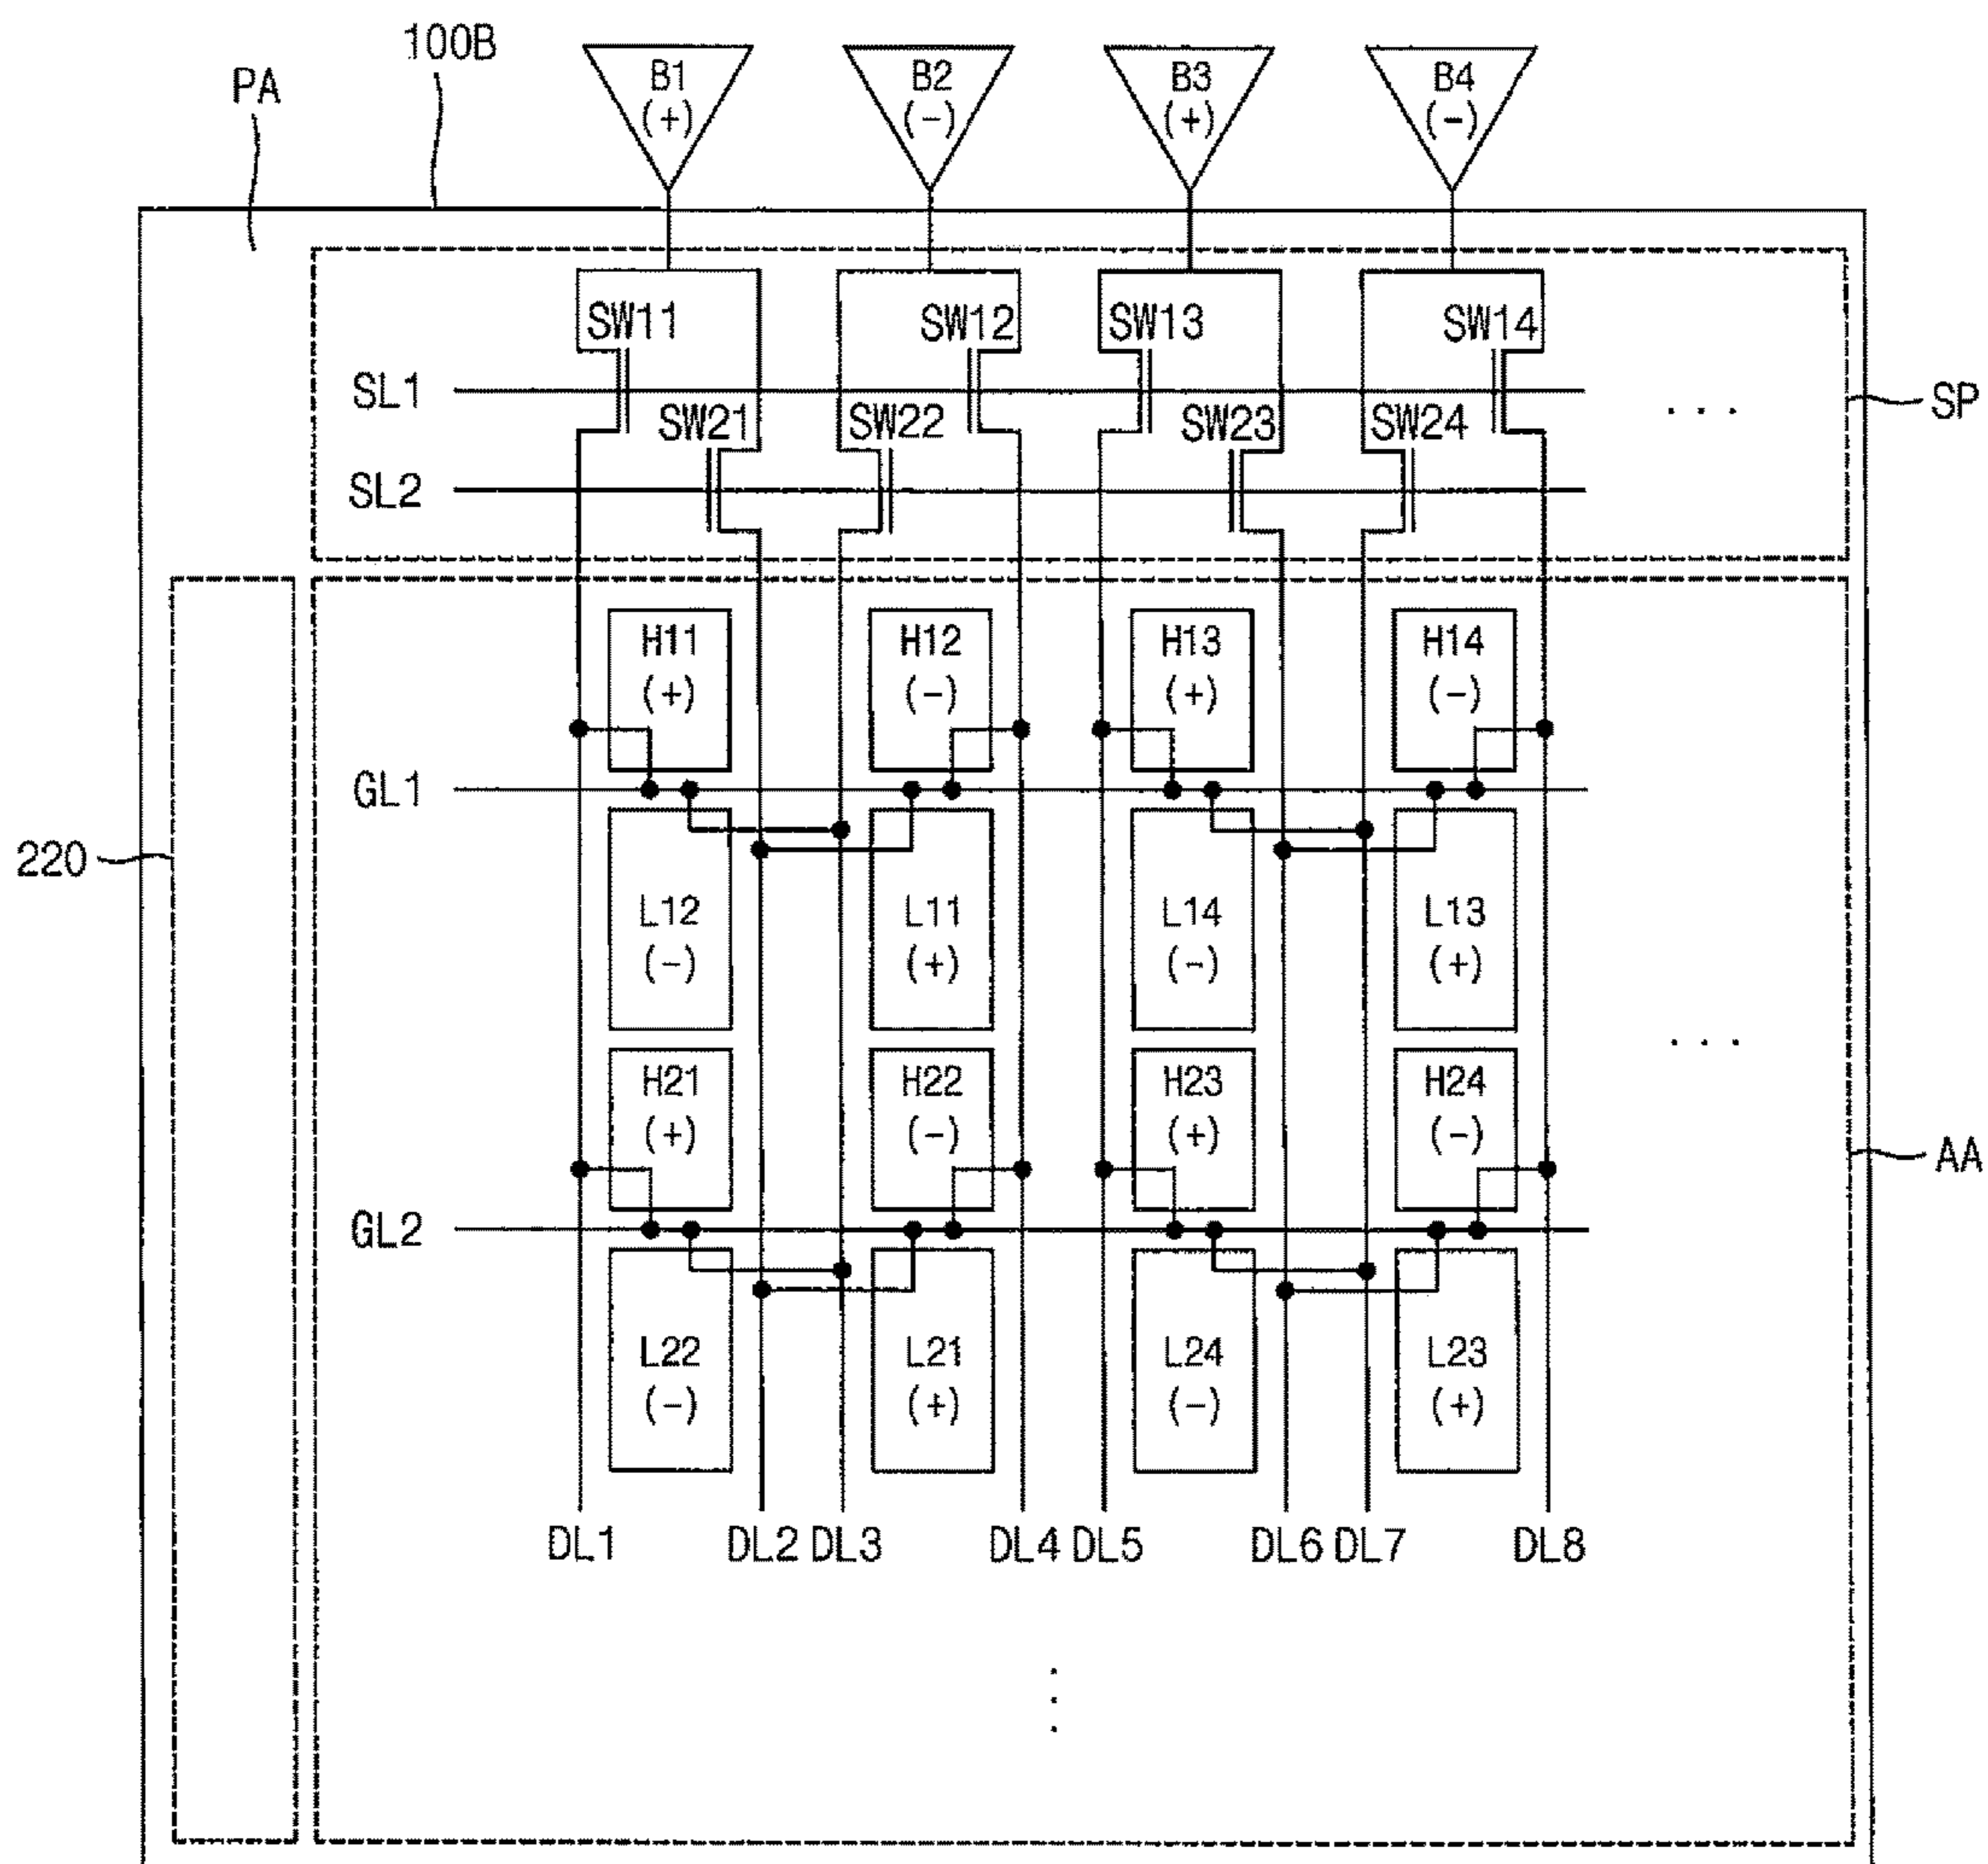 100B
PA
B1 B2 B3 B4
(+) (-) (+) (-)
SW11 SW12 SW13 SW14
SL1 ... SP
SW21 SW22 SW23 SW24
SL2
H11 H12 H13 H14
(+) (-) (+) (-)
GL1
220
L12 L11 L14 L13
(-) (+) (-) (+)
...
H21 H22 H23 H24
(+) (-) (+) (-)
AA
GL2
L22 L21 L24 L23
(-) (+) (-) (+)
DL1 DL2 DL3 DL4 DL5 DL6 DL7 DL8